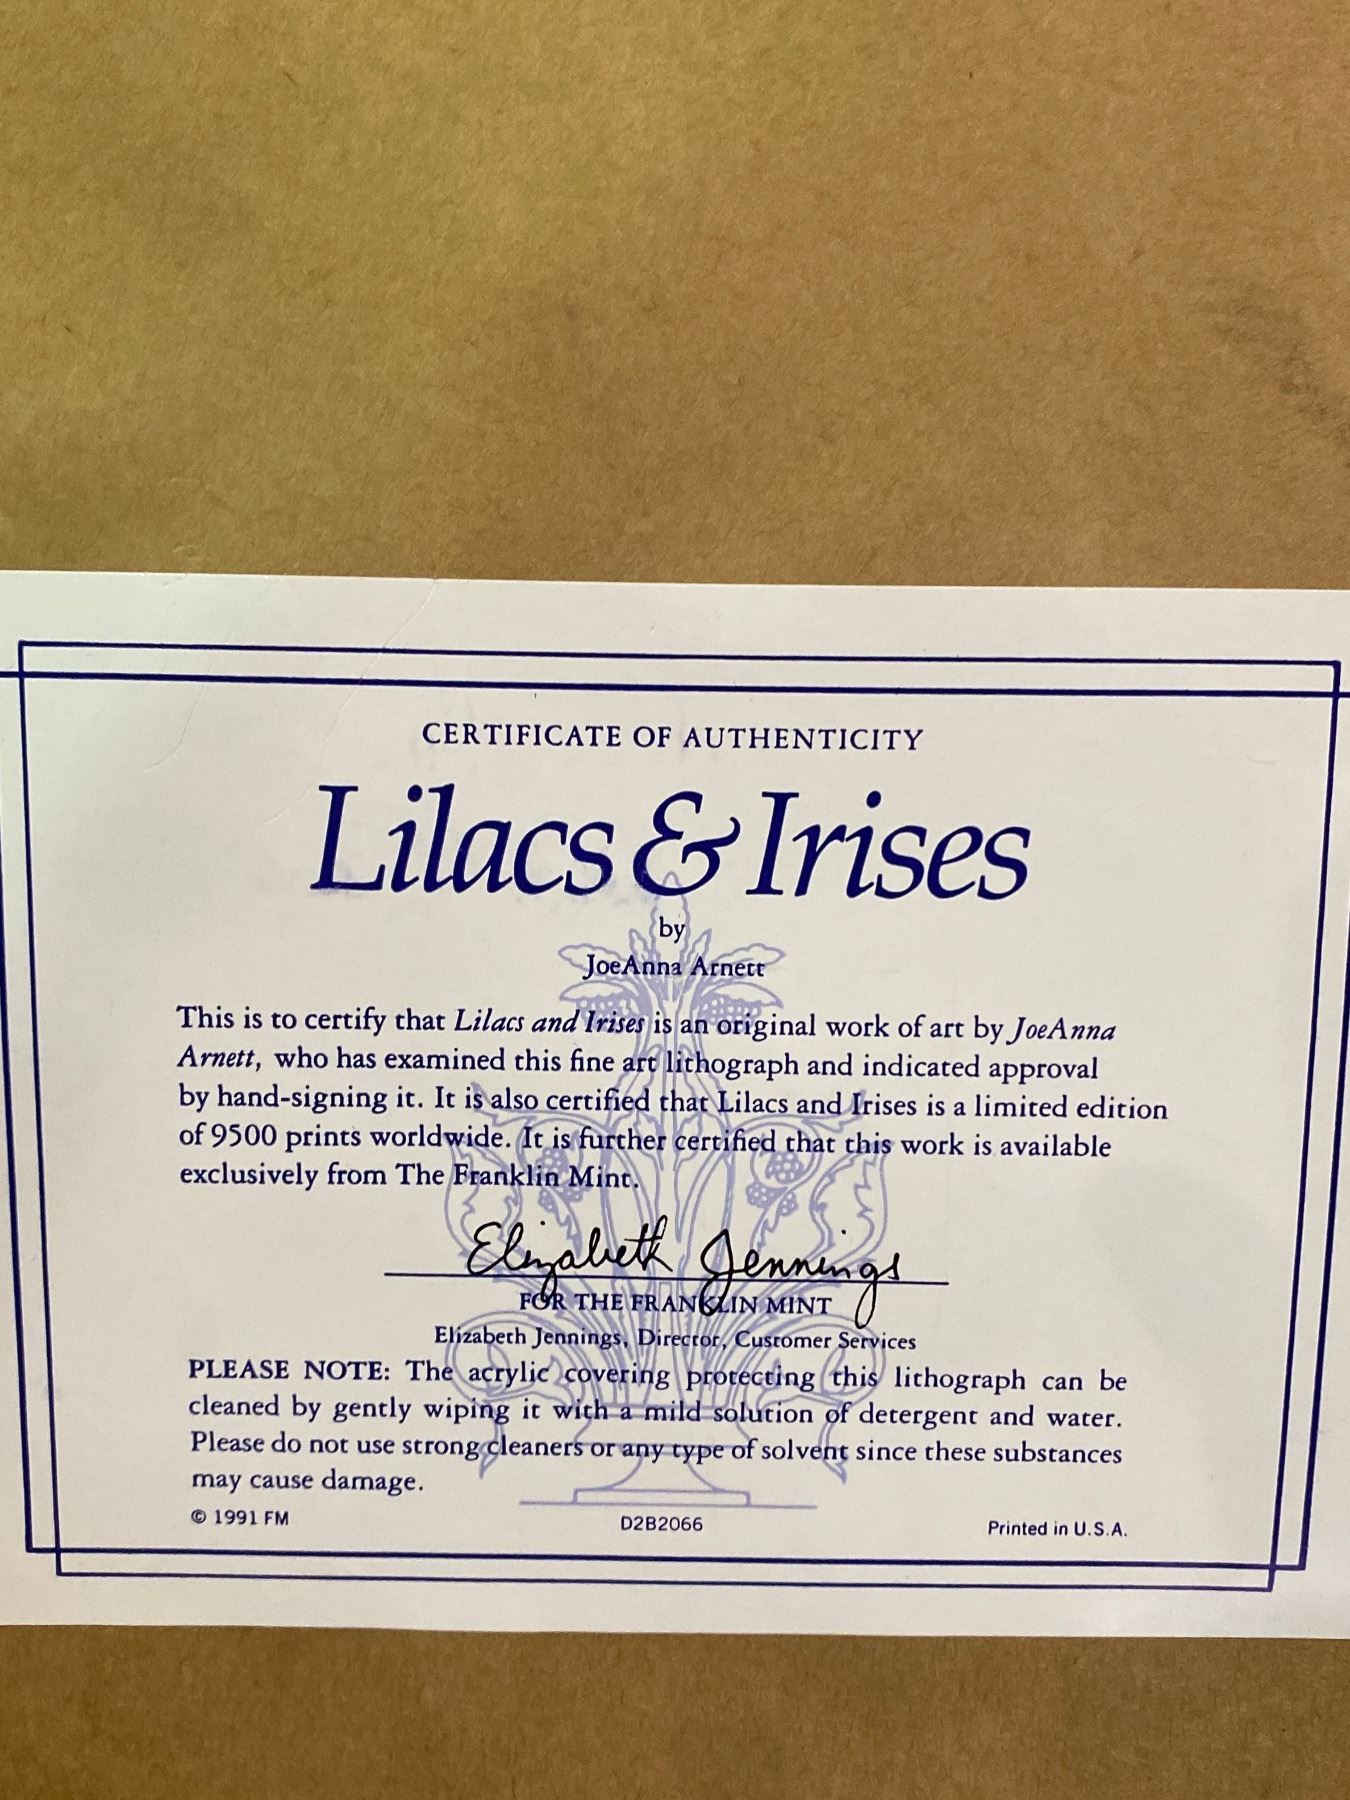 CERTIFICATE OF AUTHENTICITY
Lilacs & Irises
by
JoeAnna Arnett
This is to certify that Lilacs and Irises is an original work of art by JoeAnna
Arnett, who has examined this fine art lithograph and indicated approval
by hand-signing it. It is also certified that Lilacs and Irises is a limited edition
of 9500 prints worldwide. It is further certified that this work is available
exclusively from The Franklin Mint.
Elizabeth Jennings
FOR THE FRANKLIN MINT
Elizabeth Jennings, Director, Customer Services
PLEASE NOTE: The acrylic covering protecting this lithograph can be
cleaned by gently wiping it with a mild solution of detergent and water.
Please do not use strong cleaners or any type of solvent since these substances
may cause damage.
© 1991 FM D2B2066 Printed in U.S.A.